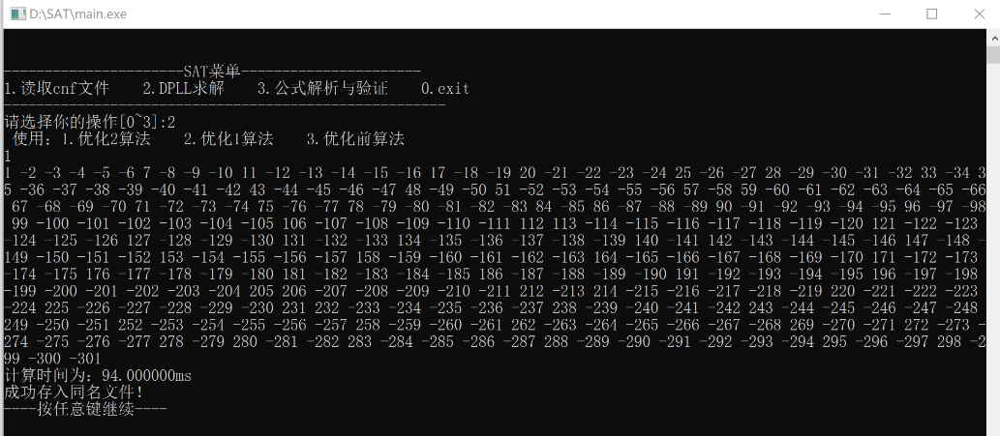 D:\SAT\main.exe
----------------------SAT菜单----------------------
1.读取cnf文件    2.DPLL求解    3.公式解析与验证    0.exit
------------------------------------------------------
请选择你的操作[0~3]:2
 使用：1.优化2算法    2.优化1算法    3.优化前算法
1
1 -2 -3 -4 -5 -6 7 -8 -9 -10 11 -12 -13 -14 -15 -16 17 -18 -19 20 -21 -22 -23 -24 25 -26 -27 28 -29 -30 -31 -32 33 -34 3
5 -36 -37 -38 -39 -40 -41 -42 43 -44 -45 -46 -47 48 -49 -50 51 -52 -53 -54 -55 -56 57 -58 59 -60 -61 -62 -63 -64 -65 -66
 67 -68 -69 -70 71 -72 -73 -74 75 -76 -77 78 -79 -80 -81 -82 -83 84 -85 86 -87 -88 -89 90 -91 -92 -93 -94 -95 96 -97 -98
 99 -100 -101 -102 -103 -104 -105 106 -107 -108 -109 -110 -111 112 113 -114 -115 -116 -117 -118 -119 -120 121 -122 -123
-124 -125 -126 127 -128 -129 -130 131 -132 -133 134 -135 -136 -137 -138 -139 140 -141 142 -143 -144 -145 -146 147 -148 -
149 -150 -151 -152 153 -154 -155 -156 -157 158 -159 -160 -161 -162 -163 164 -165 -166 -167 -168 -169 -170 171 -172 -173
-174 -175 176 -177 -178 -179 -180 181 -182 -183 -184 -185 186 -187 -188 -189 -190 191 -192 -193 -194 -195 196 -197 -198
-199 -200 -201 -202 -203 -204 205 206 -207 -208 -209 -210 -211 212 -213 214 -215 -216 -217 -218 -219 220 -221 -222 -223
-224 225 -226 -227 -228 -229 -230 231 232 -233 -234 -235 -236 -237 238 -239 -240 -241 -242 243 -244 -245 -246 -247 -248
249 -250 -251 252 -253 -254 -255 -256 -257 258 -259 -260 -261 262 -263 -264 -265 -266 -267 -268 269 -270 -271 272 -273 -
274 -275 -276 -277 278 -279 280 -281 -282 283 -284 -285 -286 -287 288 -289 -290 -291 -292 -293 -294 295 -296 -297 298 -2
99 -300 -301
计算时间为：94.000000ms
成功存入同名文件！
----按任意键继续----